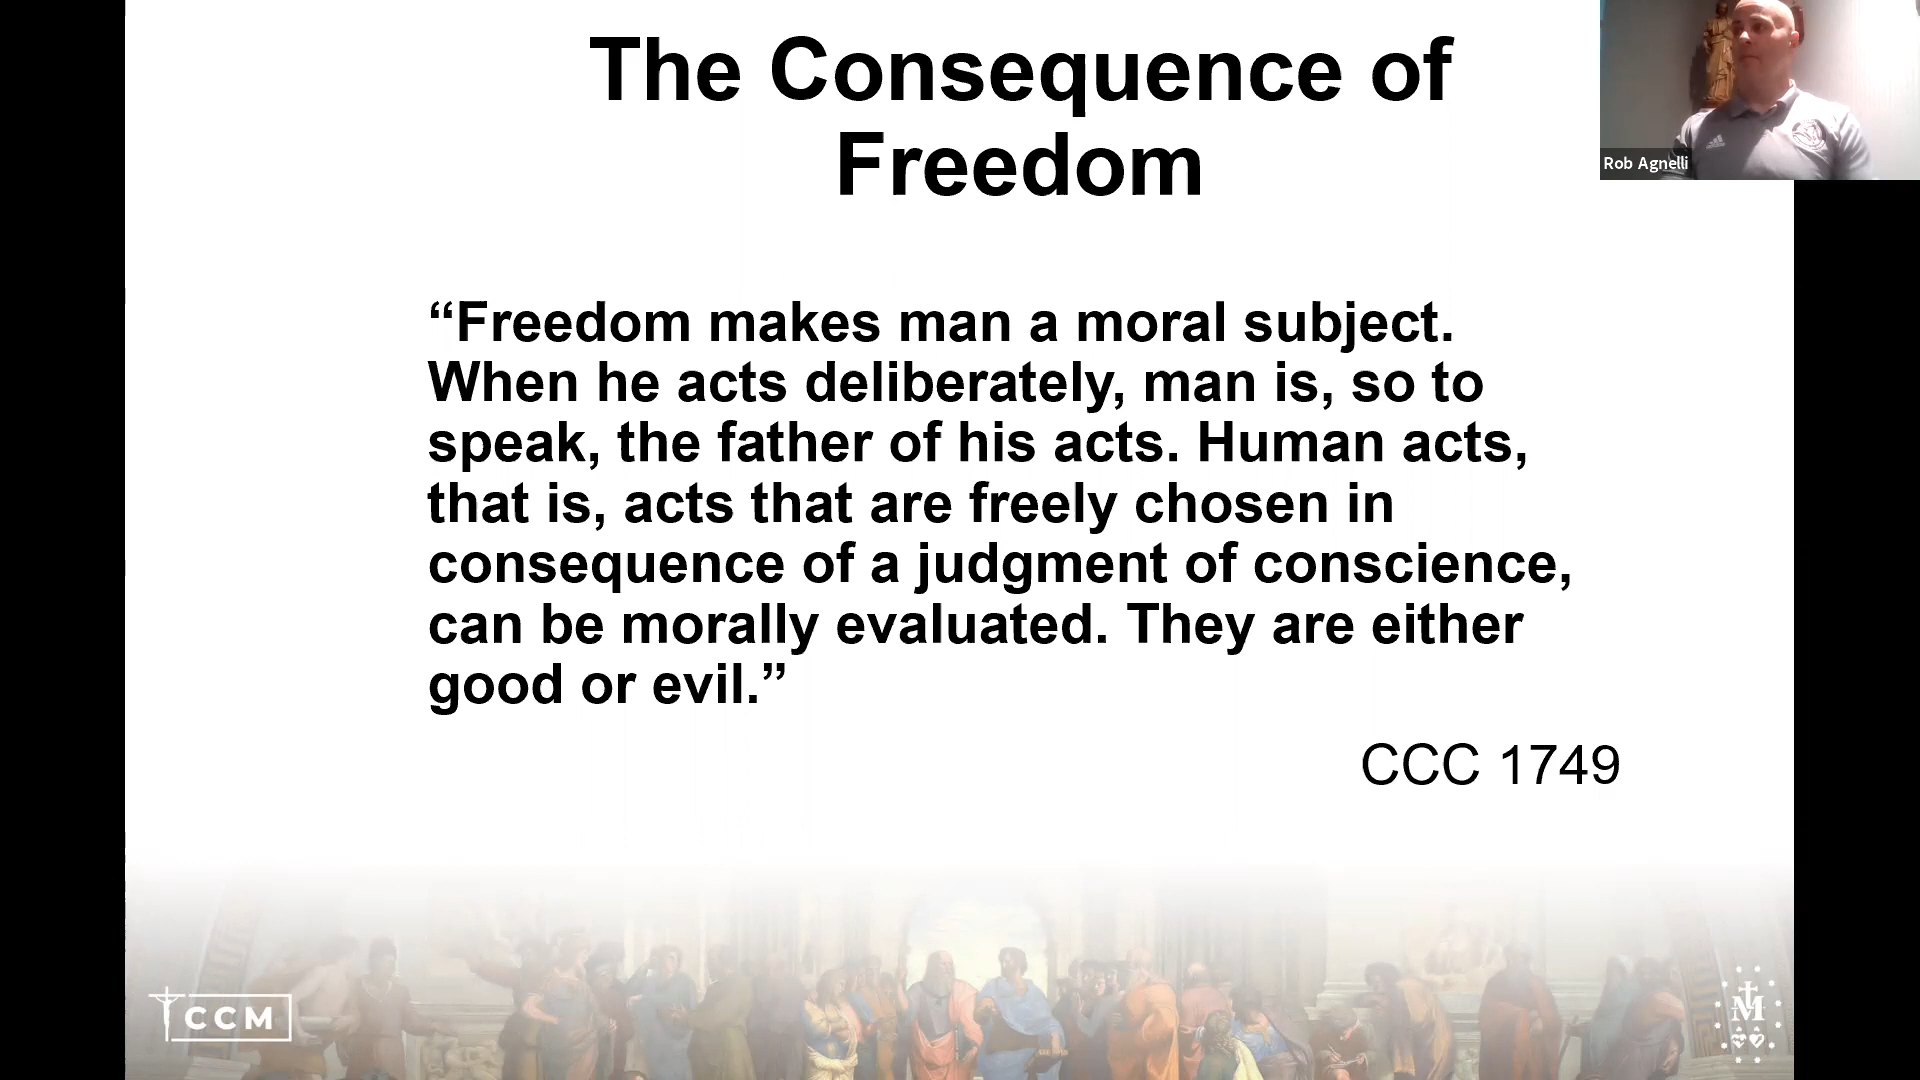 The Consequence of
Freedom
Rob Agnelli
“Freedom makes man a moral subject.
When he acts deliberately, man is, so to
speak, the father of his acts. Human acts,
that is, acts that are freely chosen in
consequence of a judgment of conscience,
can be morally evaluated. They are either
good or evil.”
CCC 1749
CCM
M